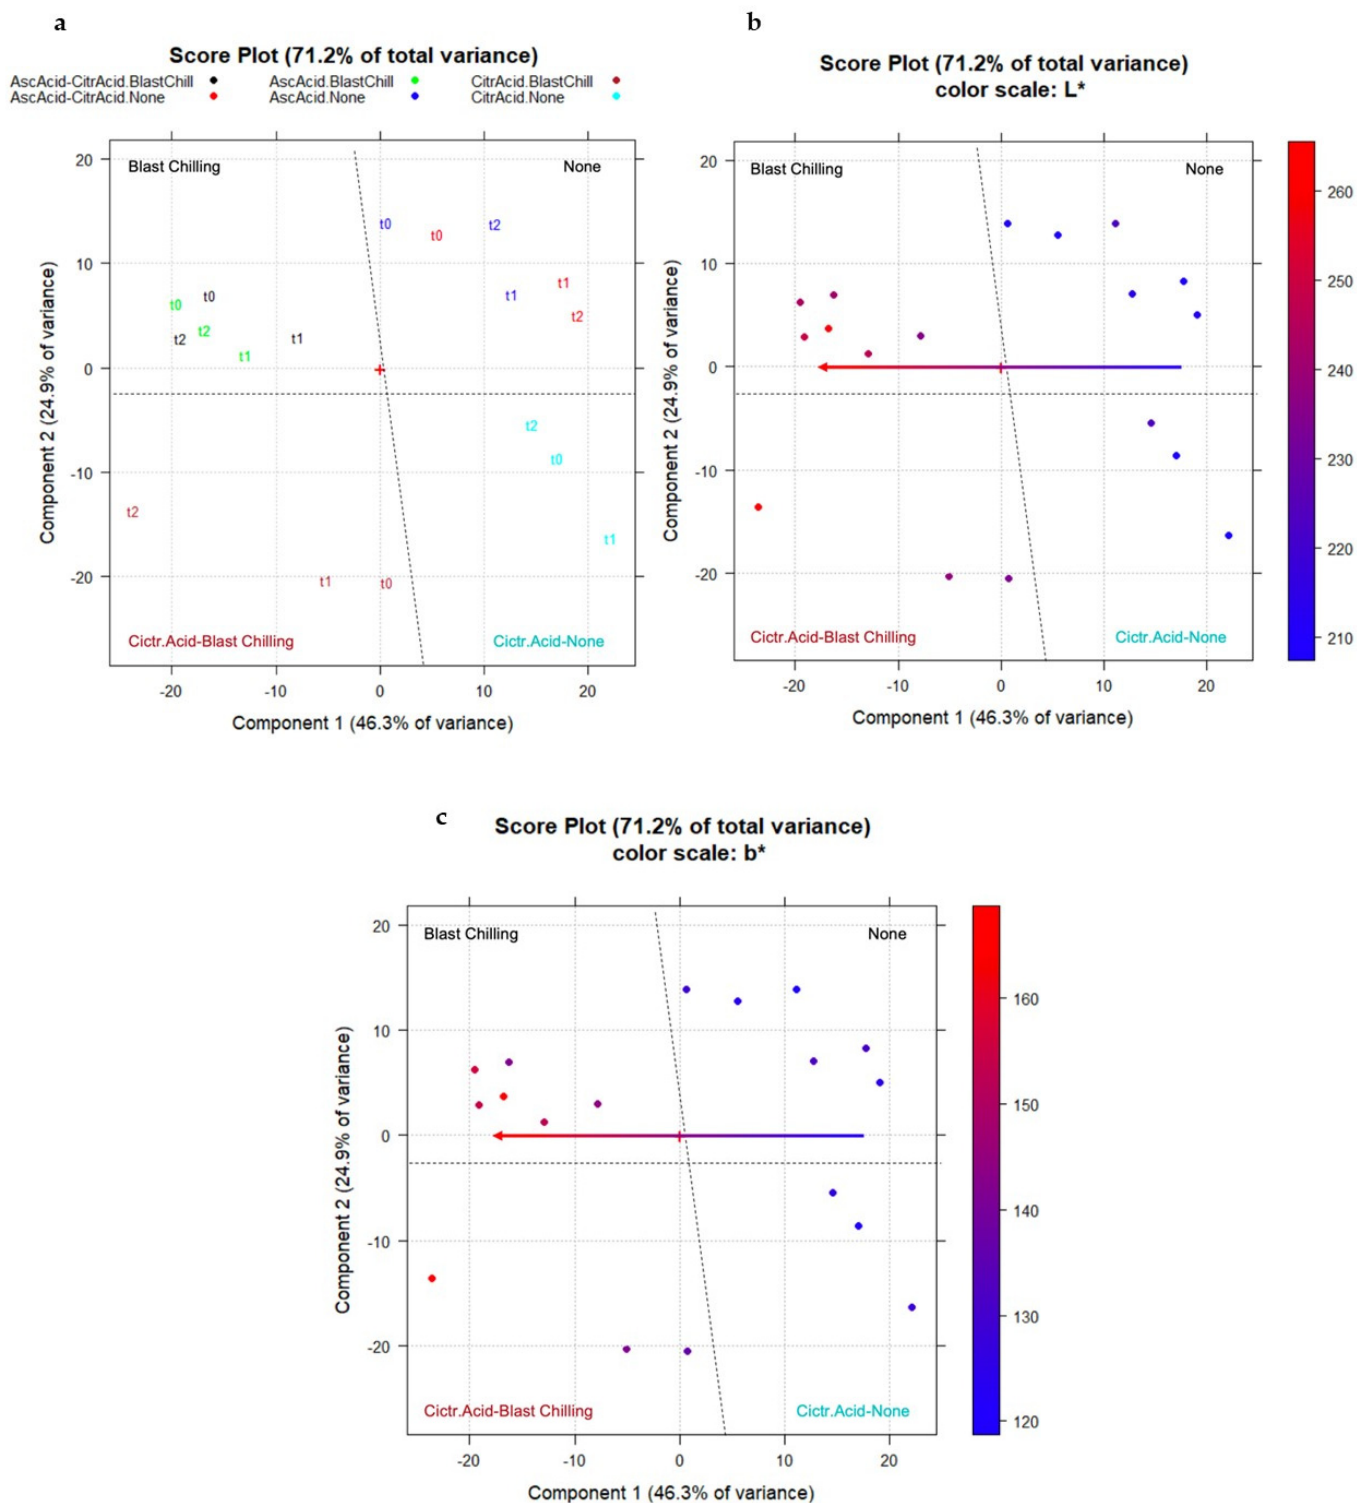 a
Score Plot (71.2% of total variance)
AscAcid-CitrAcid.BlastChill AscAcid.BlastChill CitrAcid.BlastChill
AscAcid-CitrAcid.None AscAcid.None CitrAcid.None
Blast Chilling None
20
10
0
-10
-20
t0 t0 t2
t1
t0 t0 t1 t2
t2 t2 t1 t1
t2
t0
t2 t1
t1 t0
Cictr.Acid-Blast Chilling Cictr.Acid-None
-20 -10 0 10 20
Component 1 (46.3% of variance)
Component 2 (24.9% of variance)
b
Score Plot (71.2% of total variance)
color scale: L*
Blast Chilling None
20
10
0
-10
-20
Cictr.Acid-Blast Chilling Cictr.Acid-None
-20 -10 0 10 20
Component 1 (46.3% of variance)
Component 2 (24.9% of variance)
260
250
240
230
220
210
c
Score Plot (71.2% of total variance)
color scale: b*
Blast Chilling None
20
10
0
-10
-20
Cictr.Acid-Blast Chilling Cictr.Acid-None
-20 -10 0 10 20
Component 1 (46.3% of variance)
Component 2 (24.9% of variance)
160
150
140
130
120